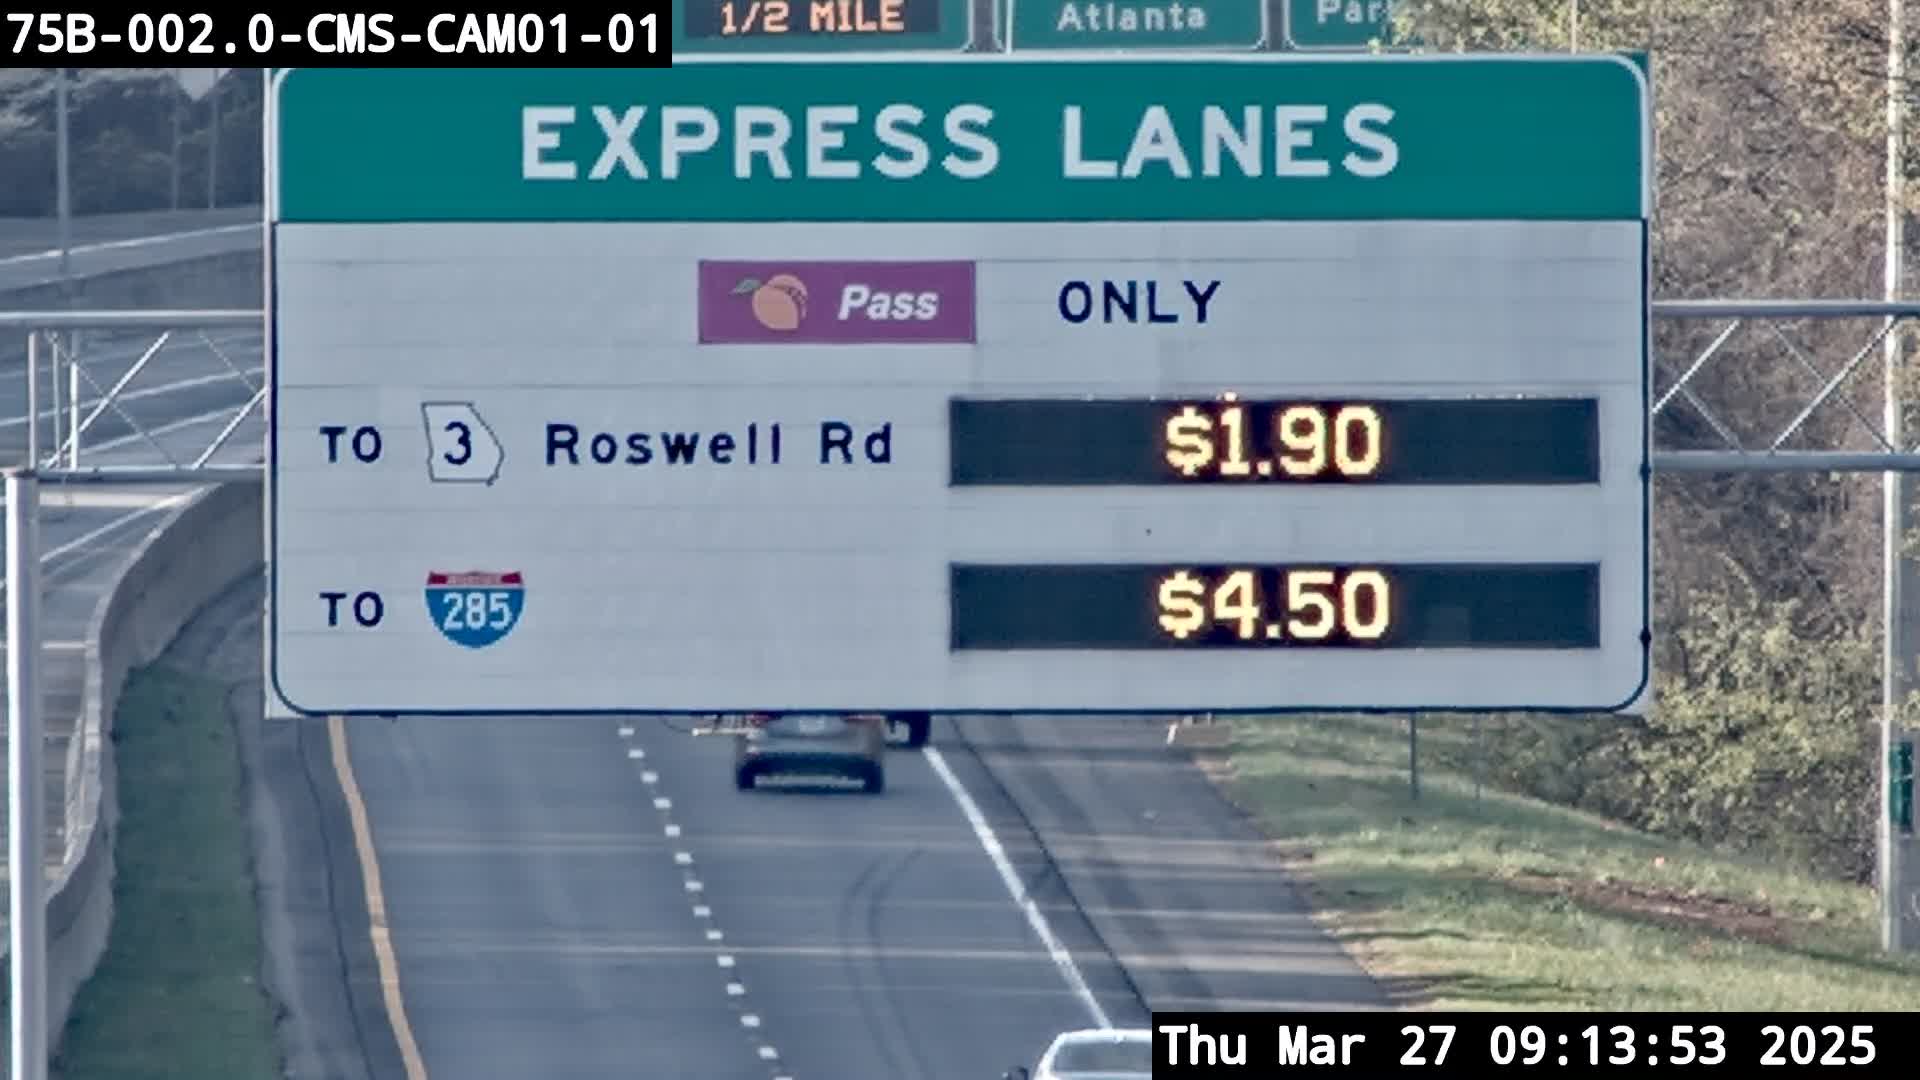 75B-002.0-CMS-CAM01-01
1/2 MILE
Atlanta
EXPRESS LANES
Pass ONLY
TO 3 Roswell Rd $1.90
TO 285 $4.50
Thu Mar 27 09:13:53 2025